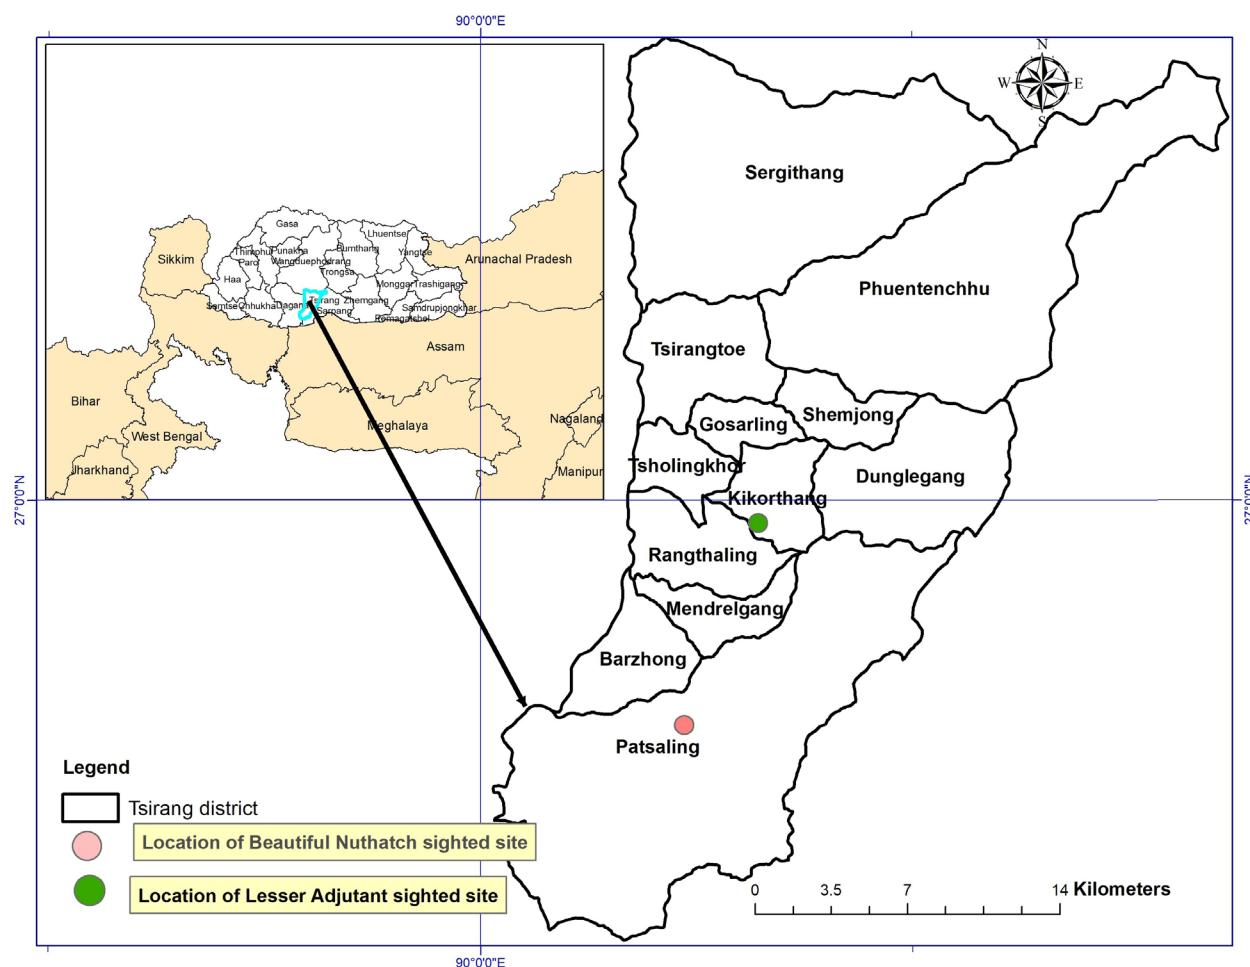 90°0'0"E
N
W E
S
Sergithang
Gasa
Lhuentse
Thimphu
Punakha
Bumthang
Yangtse
Sikkim
Paro
Wangduephodrang
Arunachal Pradesh
Trongsa
Haa
Monggar
Trashigang
Phuentenchhu
Samtse
Chhukha
Dagana
Tsirang
Zhemgang
Samdrupjongkhar
Sarpang
Pemagatshel
Assam
Tsirangtoe
Bihar
Shemjong
Nagaland
Gosarling
Meghalaya
West Bengal
Tsholingkhor
Jharkhand
Manipur
Dunglegang
Kikorthang
27°0'0"N
27°0'0"N
Rangthaling
Mendrelgang
Barzhong
Patsaling
Legend
Tsirang district
Location of Beautiful Nuthatch sighted site
Location of Lesser Adjutant sighted site
0 3.5 7 14 Kilometers
90°0'0"E